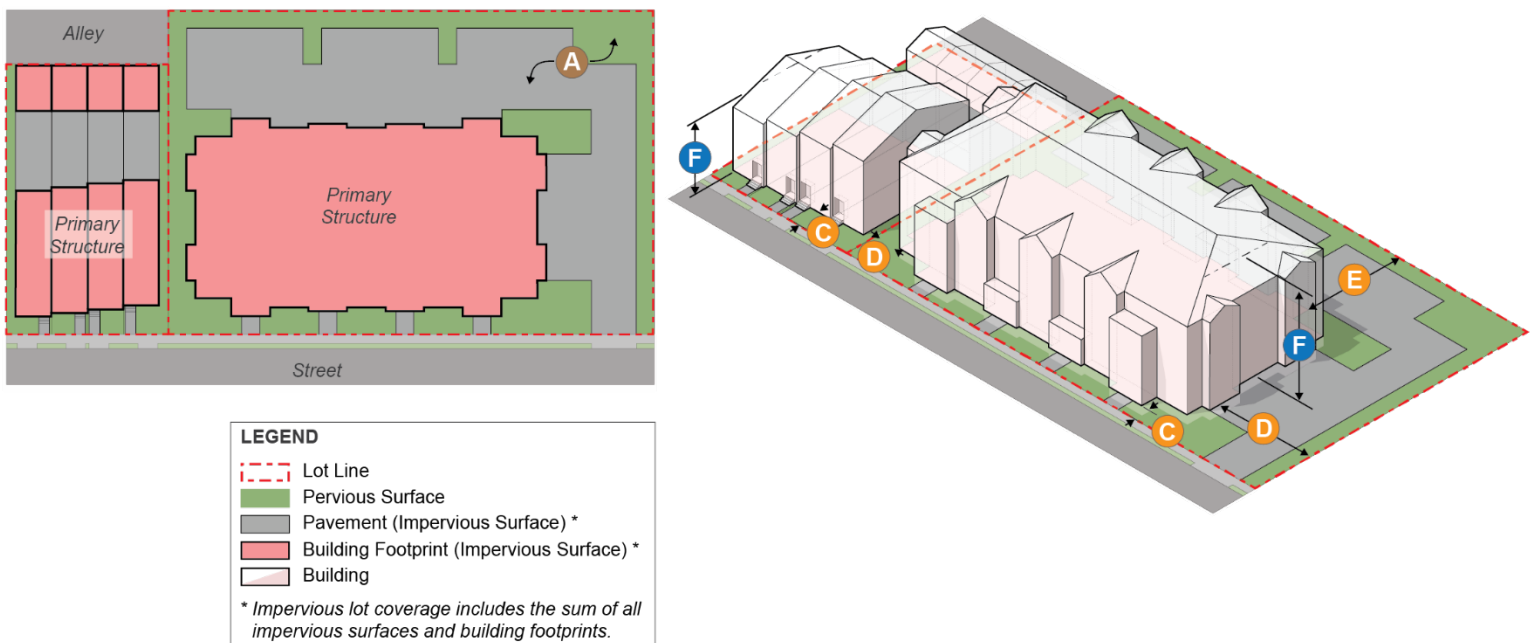 Alley
A
Primary
Structure
Primary
Structure
Street
F
C
D
E
F
C
D
LEGEND
Lot Line
Pervious Surface
Pavement (Impervious Surface) *
Building Footprint (Impervious Surface) *
Building
* Impervious lot coverage includes the sum of all
impervious surfaces and building footprints.